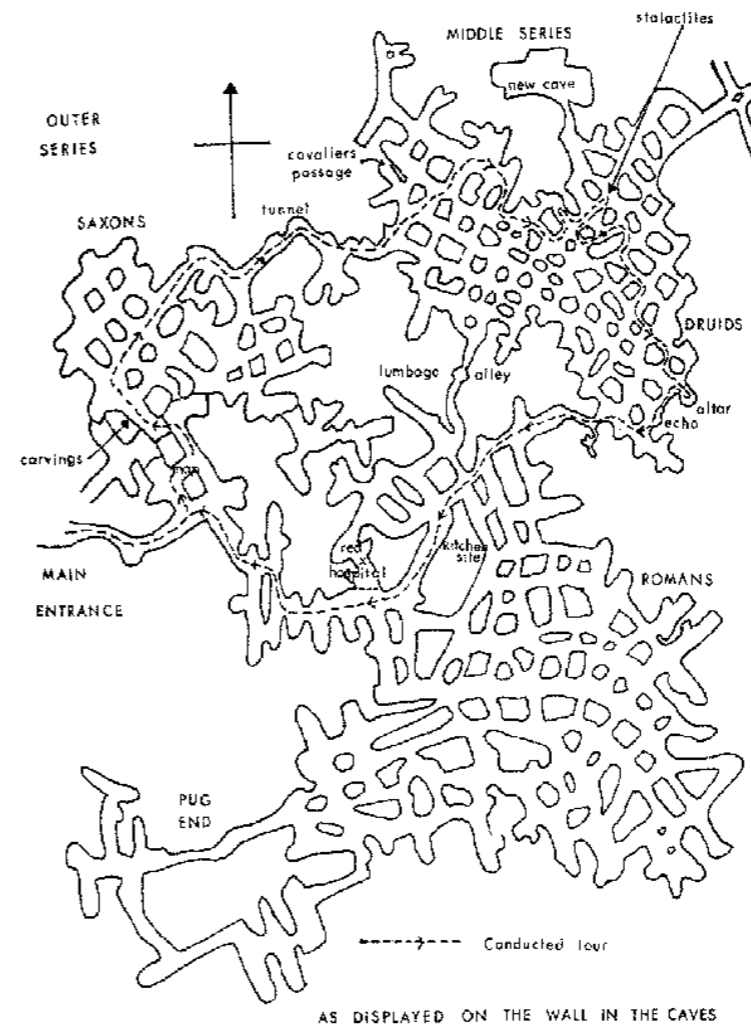 stalactites
MIDDLE SERIES
new cave
OUTER
SERIES
cavaliers
passage
tunnel
SAXONS
DRUIDS
lumbago
alley
altar
echo
carvings
map
red
x
hospital
kitchen
site
MAIN
ENTRANCE
ROMANS
PUG
END
Conducted tour
AS DISPLAYED ON THE WALL IN THE CAVES